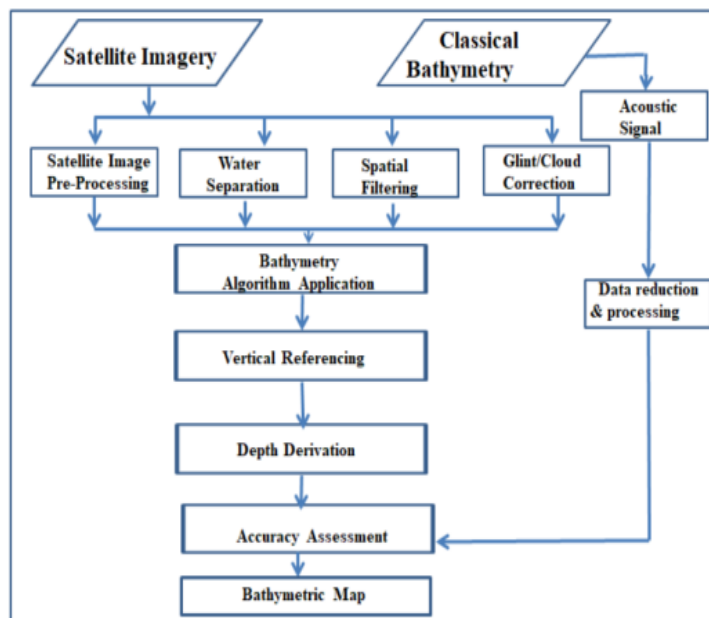 Satellite Imagery
Classical
Bathymetry
Acoustic
Signal
Satellite Image
Pre-Processing
Water
Separation
Spatial
Filtering
Glint/Cloud
Correction
Bathymetry
Algorithm Application
Data reduction
& processing
Vertical Referencing
Depth Derivation
Accuracy Assessment
Bathymetric Map